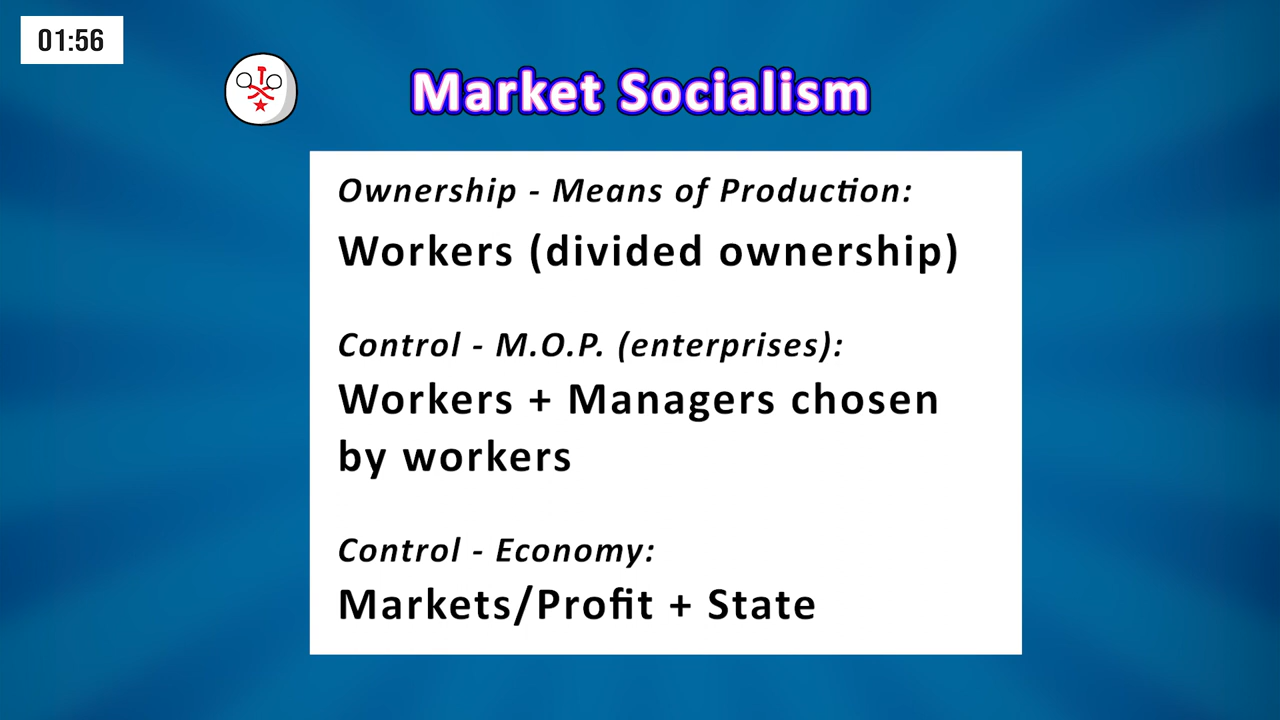 01:56
Market Socialism
Ownership - Means of Production:
Workers (divided ownership)
Control - M.O.P. (enterprises):
Workers + Managers chosen
by workers
Control - Economy:
Markets/Profit + State